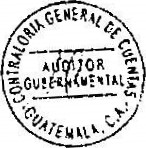 CONTRALORIA GENERAL DE CUENTAS
AUDITOR
GUBERNAMENTAL
GUATEMALA, C.A.